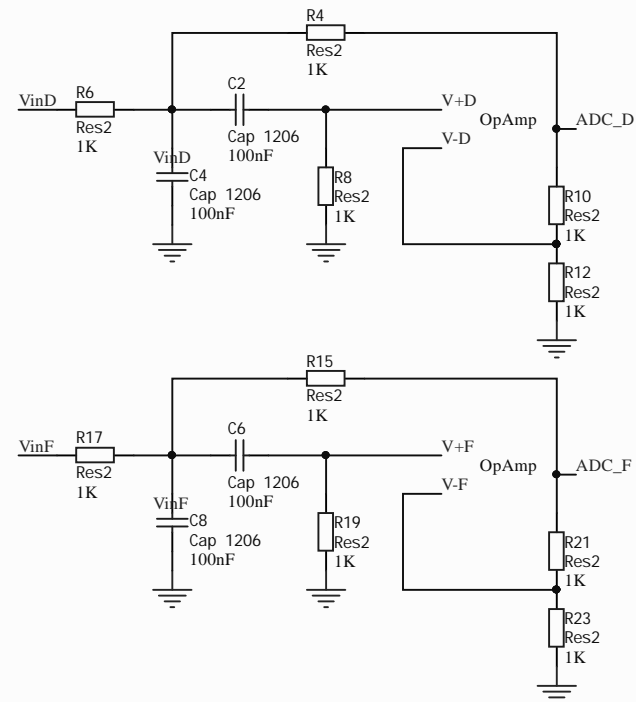 R4
Res2
1K
VinD
R6
Res2
1K
C2
Cap 1206
100nF
V+D
V-D
OpAmp
ADC_D
VinD
C4
Cap 1206
100nF
R8
Res2
1K
R10
Res2
1K
R12
Res2
1K
R15
Res2
1K
VinF
R17
Res2
1K
C6
Cap 1206
100nF
V+F
V-F
OpAmp
ADC_F
VinF
C8
Cap 1206
100nF
R19
Res2
1K
R21
Res2
1K
R23
Res2
1K